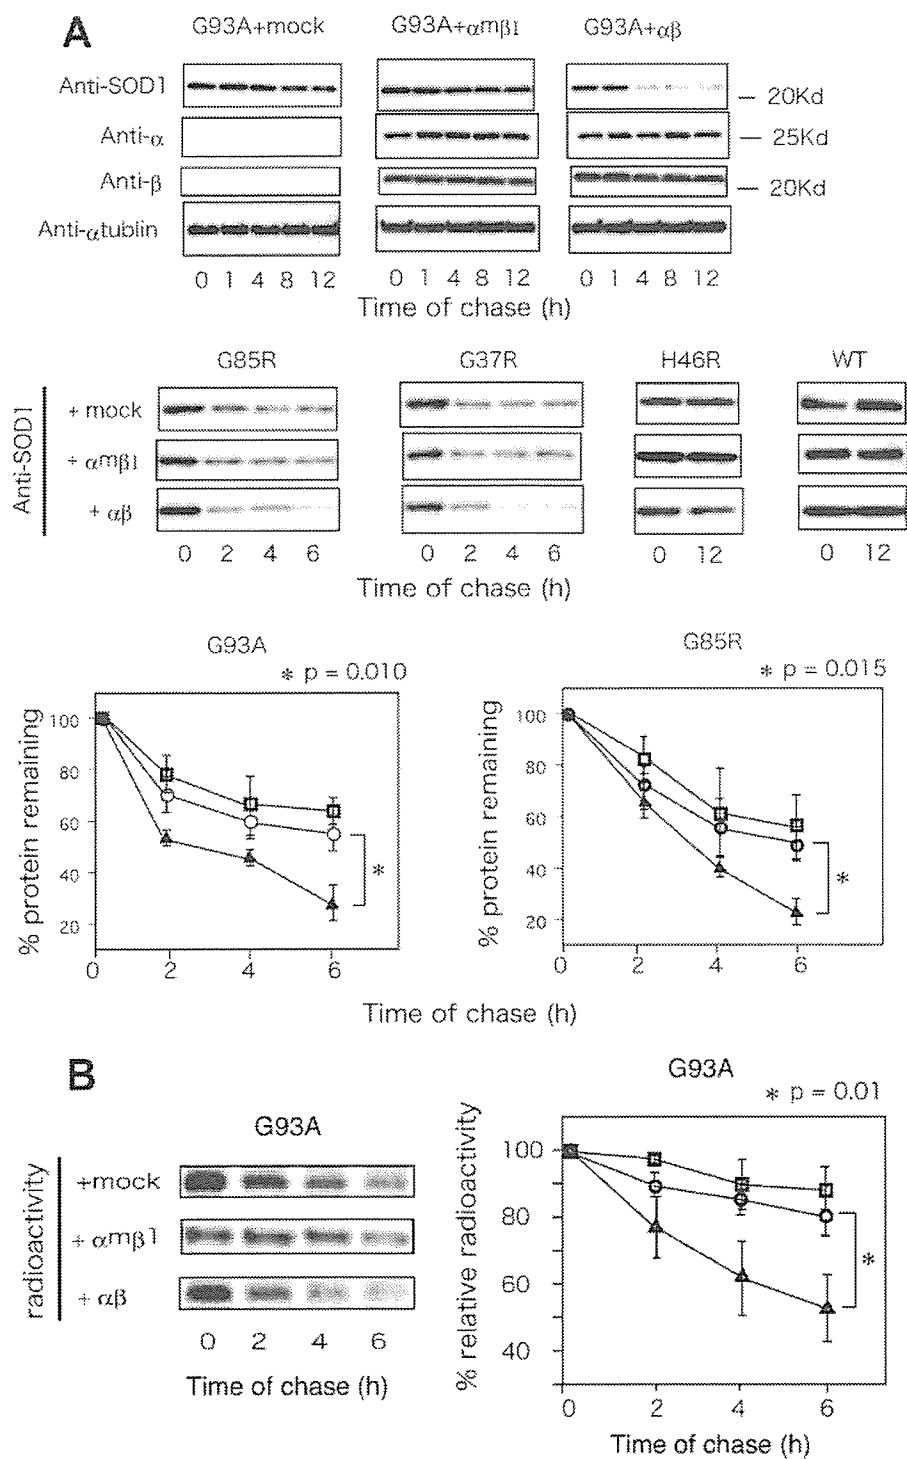 A
G93A+mock G93A+αmβ1 G93A+αβ
Anti-SOD1
— 20Kd
Anti-α
— 25Kd
Anti-β
— 20Kd
Anti-αtublin
0 1 4 8 12 0 1 4 8 12 0 1 4 8 12
Time of chase (h)
G85R G37R H46R WT
Anti-SOD1
+ mock
+ αmβ1
+ αβ
0 2 4 6 0 2 4 6 0 12 0 12
Time of chase (h)
G93A
* p = 0.010
% protein remaining
100
80
60
40
20
*
0 2 4 6
G85R
* p = 0.015
% protein remaining
100
80
60
40
20
*
0 2 4 6
Time of chase (h)
B
G93A
radioactivity
+mock
+ αmβ1
+ αβ
0 2 4 6
Time of chase (h)
G93A
* p = 0.01
% relative radioactivity
100
80
60
40
*
0 2 4 6
Time of chase (h)